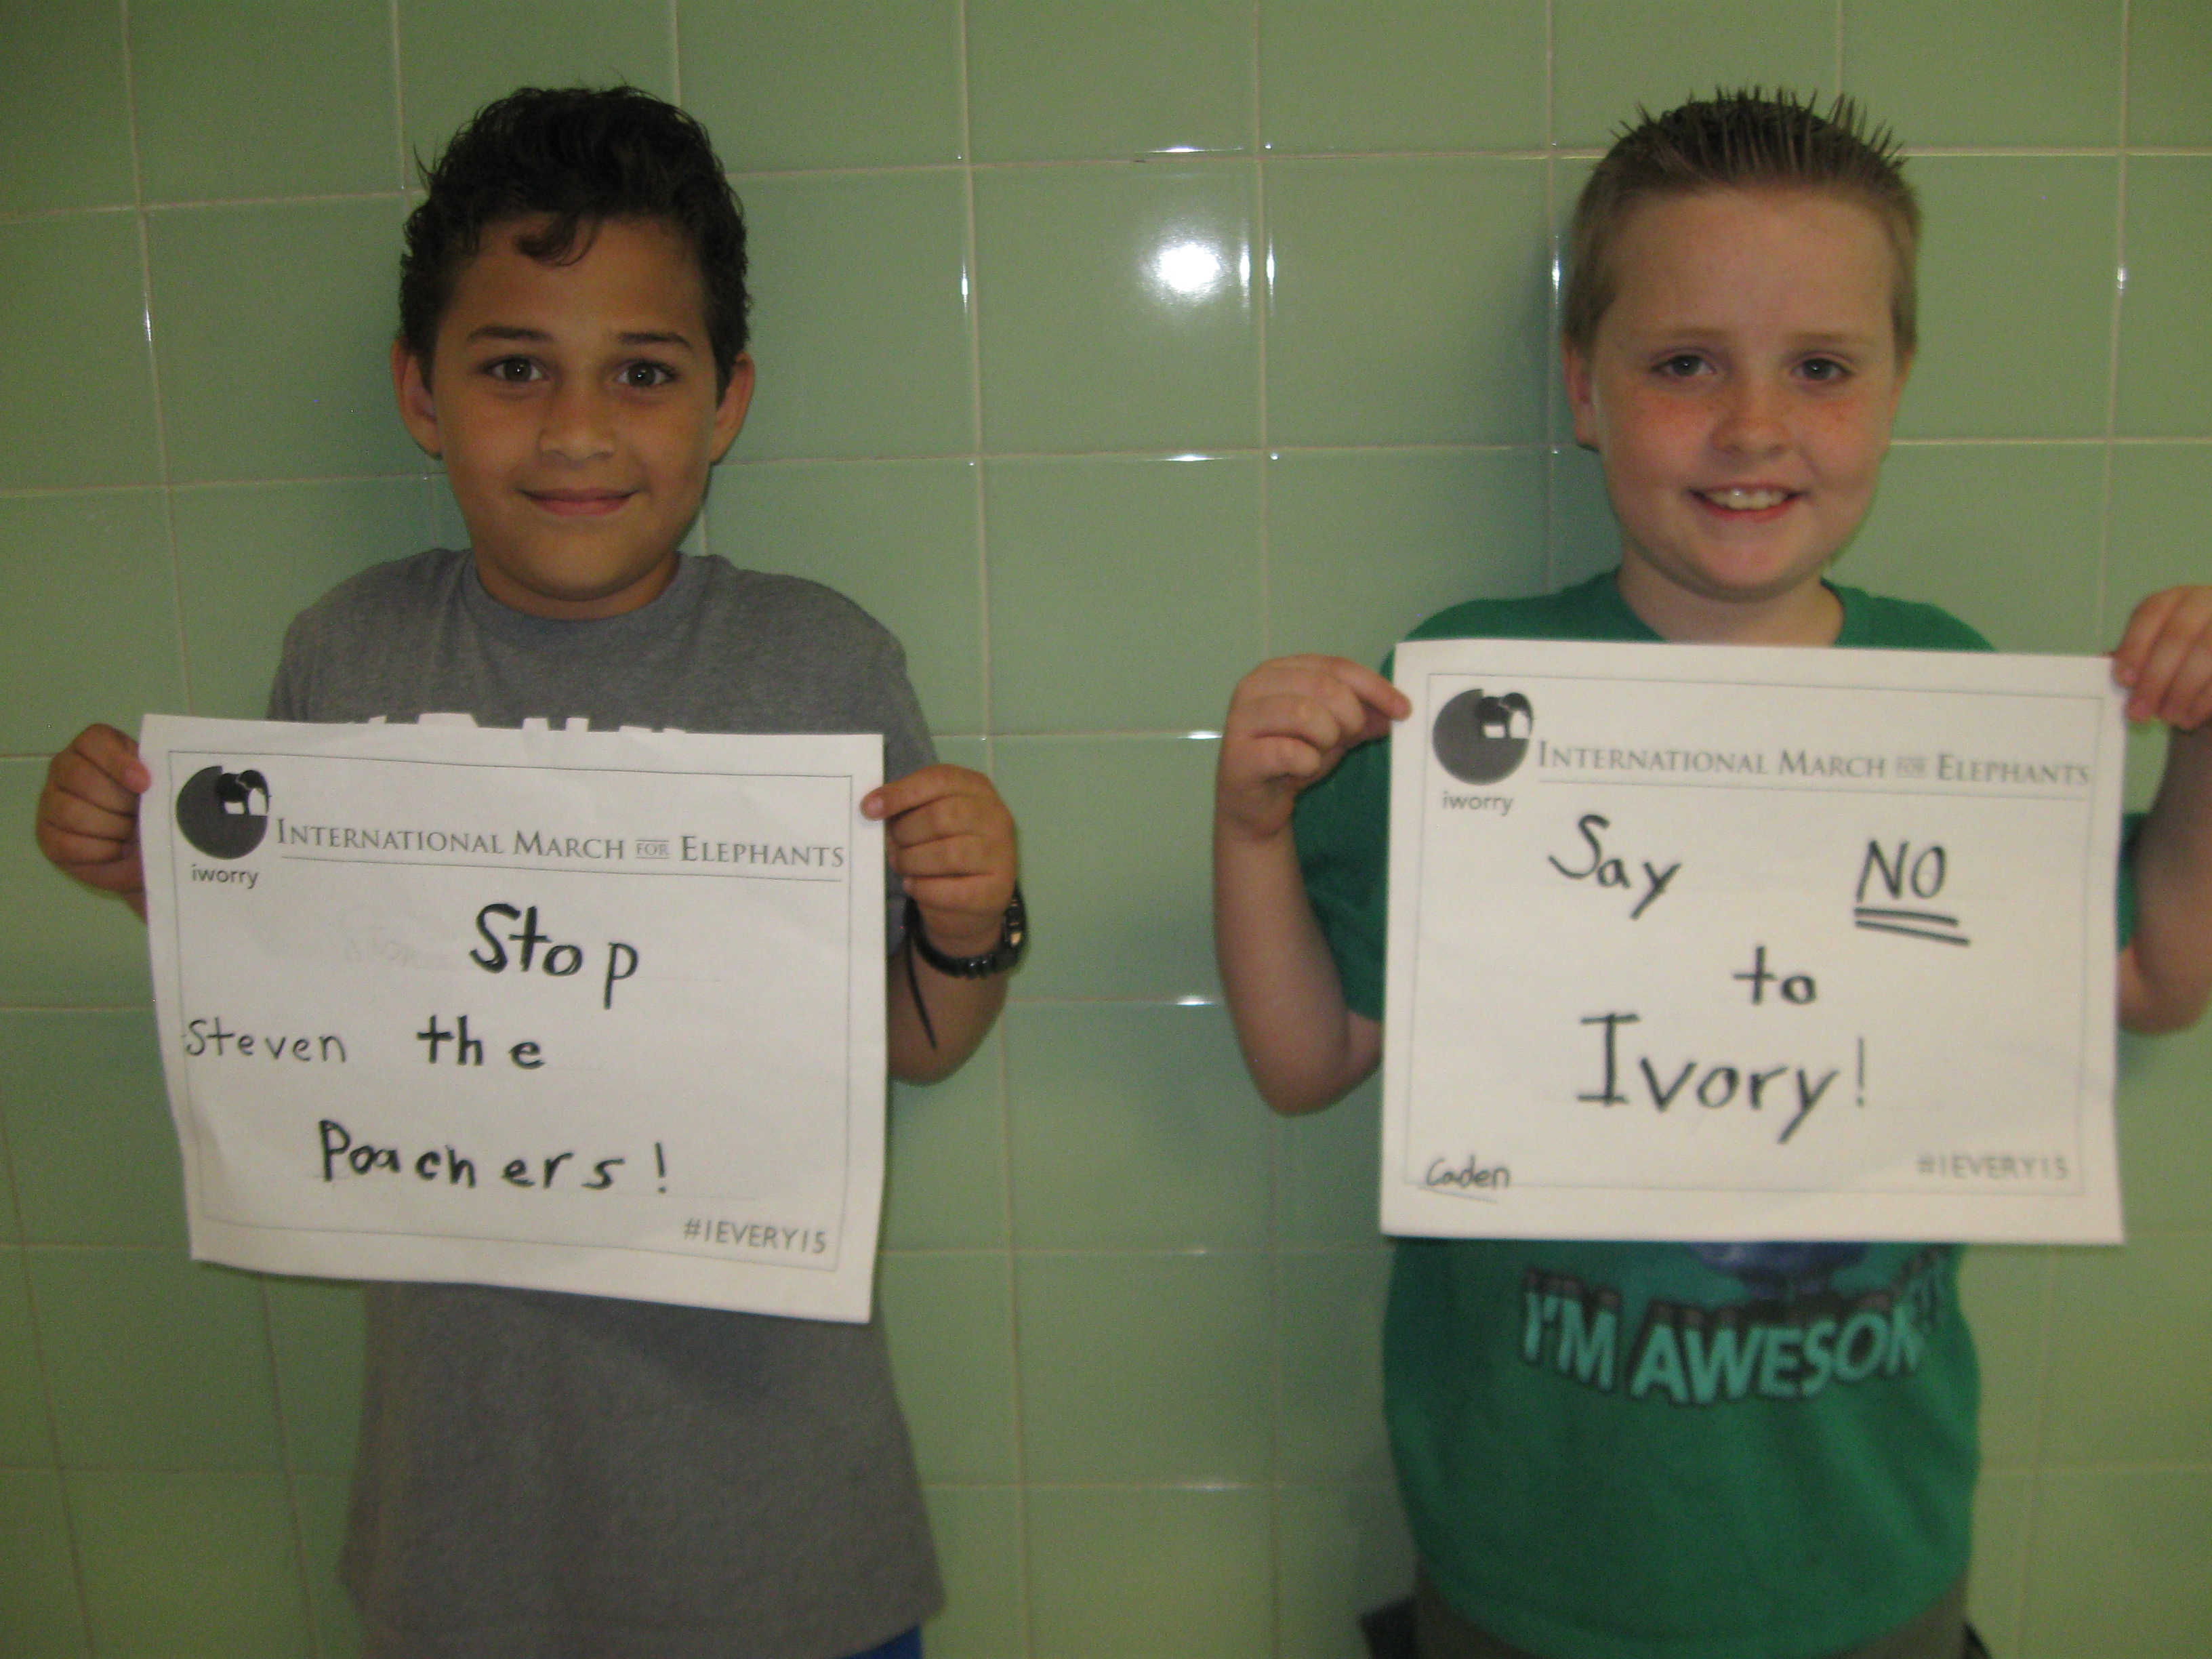 iworry
INTERNATIONAL MARCH FOR ELEPHANTS
Stop
Steven the
Poachers!
#1EVERY15
iworry
INTERNATIONAL MARCH FOR ELEPHANTS
Say NO
to
Ivory!
Caden
#1EVERY15
I'M AWESOM